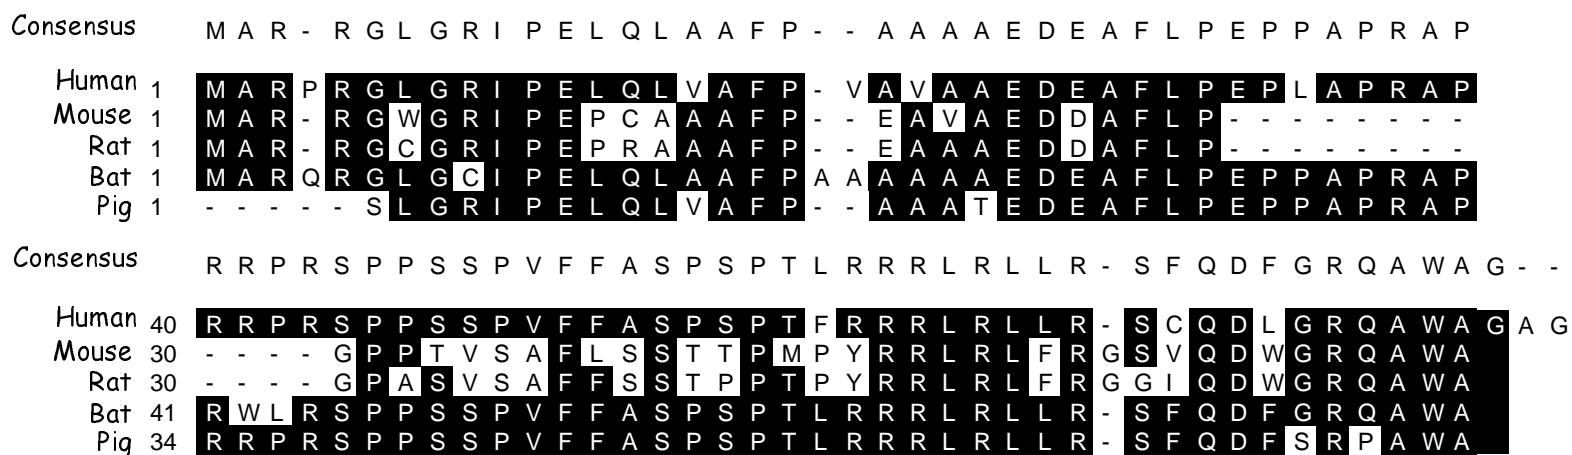 Consensus M A R - R G L G R I P E L Q L A A F P - - A A A A E D E A F L P E P P A P R A P
Human 1 M A R P R G L G R I P E L Q L V A F P - V A V A A E D E A F L P E P L A P R A P
Mouse 1 M A R - R G W G R I P E P C A A A F P - - E A V A E D D A F L P - - - - - - - -
Rat 1 M A R - R G C G R I P E P R A A A F P - - E A A A E D D A F L P - - - - - - - -
Bat 1 M A R Q R G L G C I P E L Q L A A F P A A A A A A E D E A F L P E P P A P R A P
Pig 1 - - - - - S L G R I P E L Q L V A F P - - A A A T E D E A F L P E P P A P R A P
Consensus R R P R S P P S S P V F F A S P S P T L R R R L R L L R - S F Q D F G R Q A W A G - -
Human 40 R R P R S P P S S P V F F A S P S P T F R R R L R L L R - S C Q D L G R Q A W A G A G
Mouse 30 - - - - G P P T V S A F L S S T T P M P Y R R L R L F R G S V Q D W G R Q A W A
Rat 30 - - - - G P A S V S A F F S S T P P T P Y R R L R L F R G G I Q D W G R Q A W A
Bat 41 R W L R S P P S S P V F F A S P S P T L R R R L R L L R - S F Q D F G R Q A W A
Pig 34 R R P R S P P S S P V F F A S P S P T L R R R L R L L R - S F Q D F S R P A W A